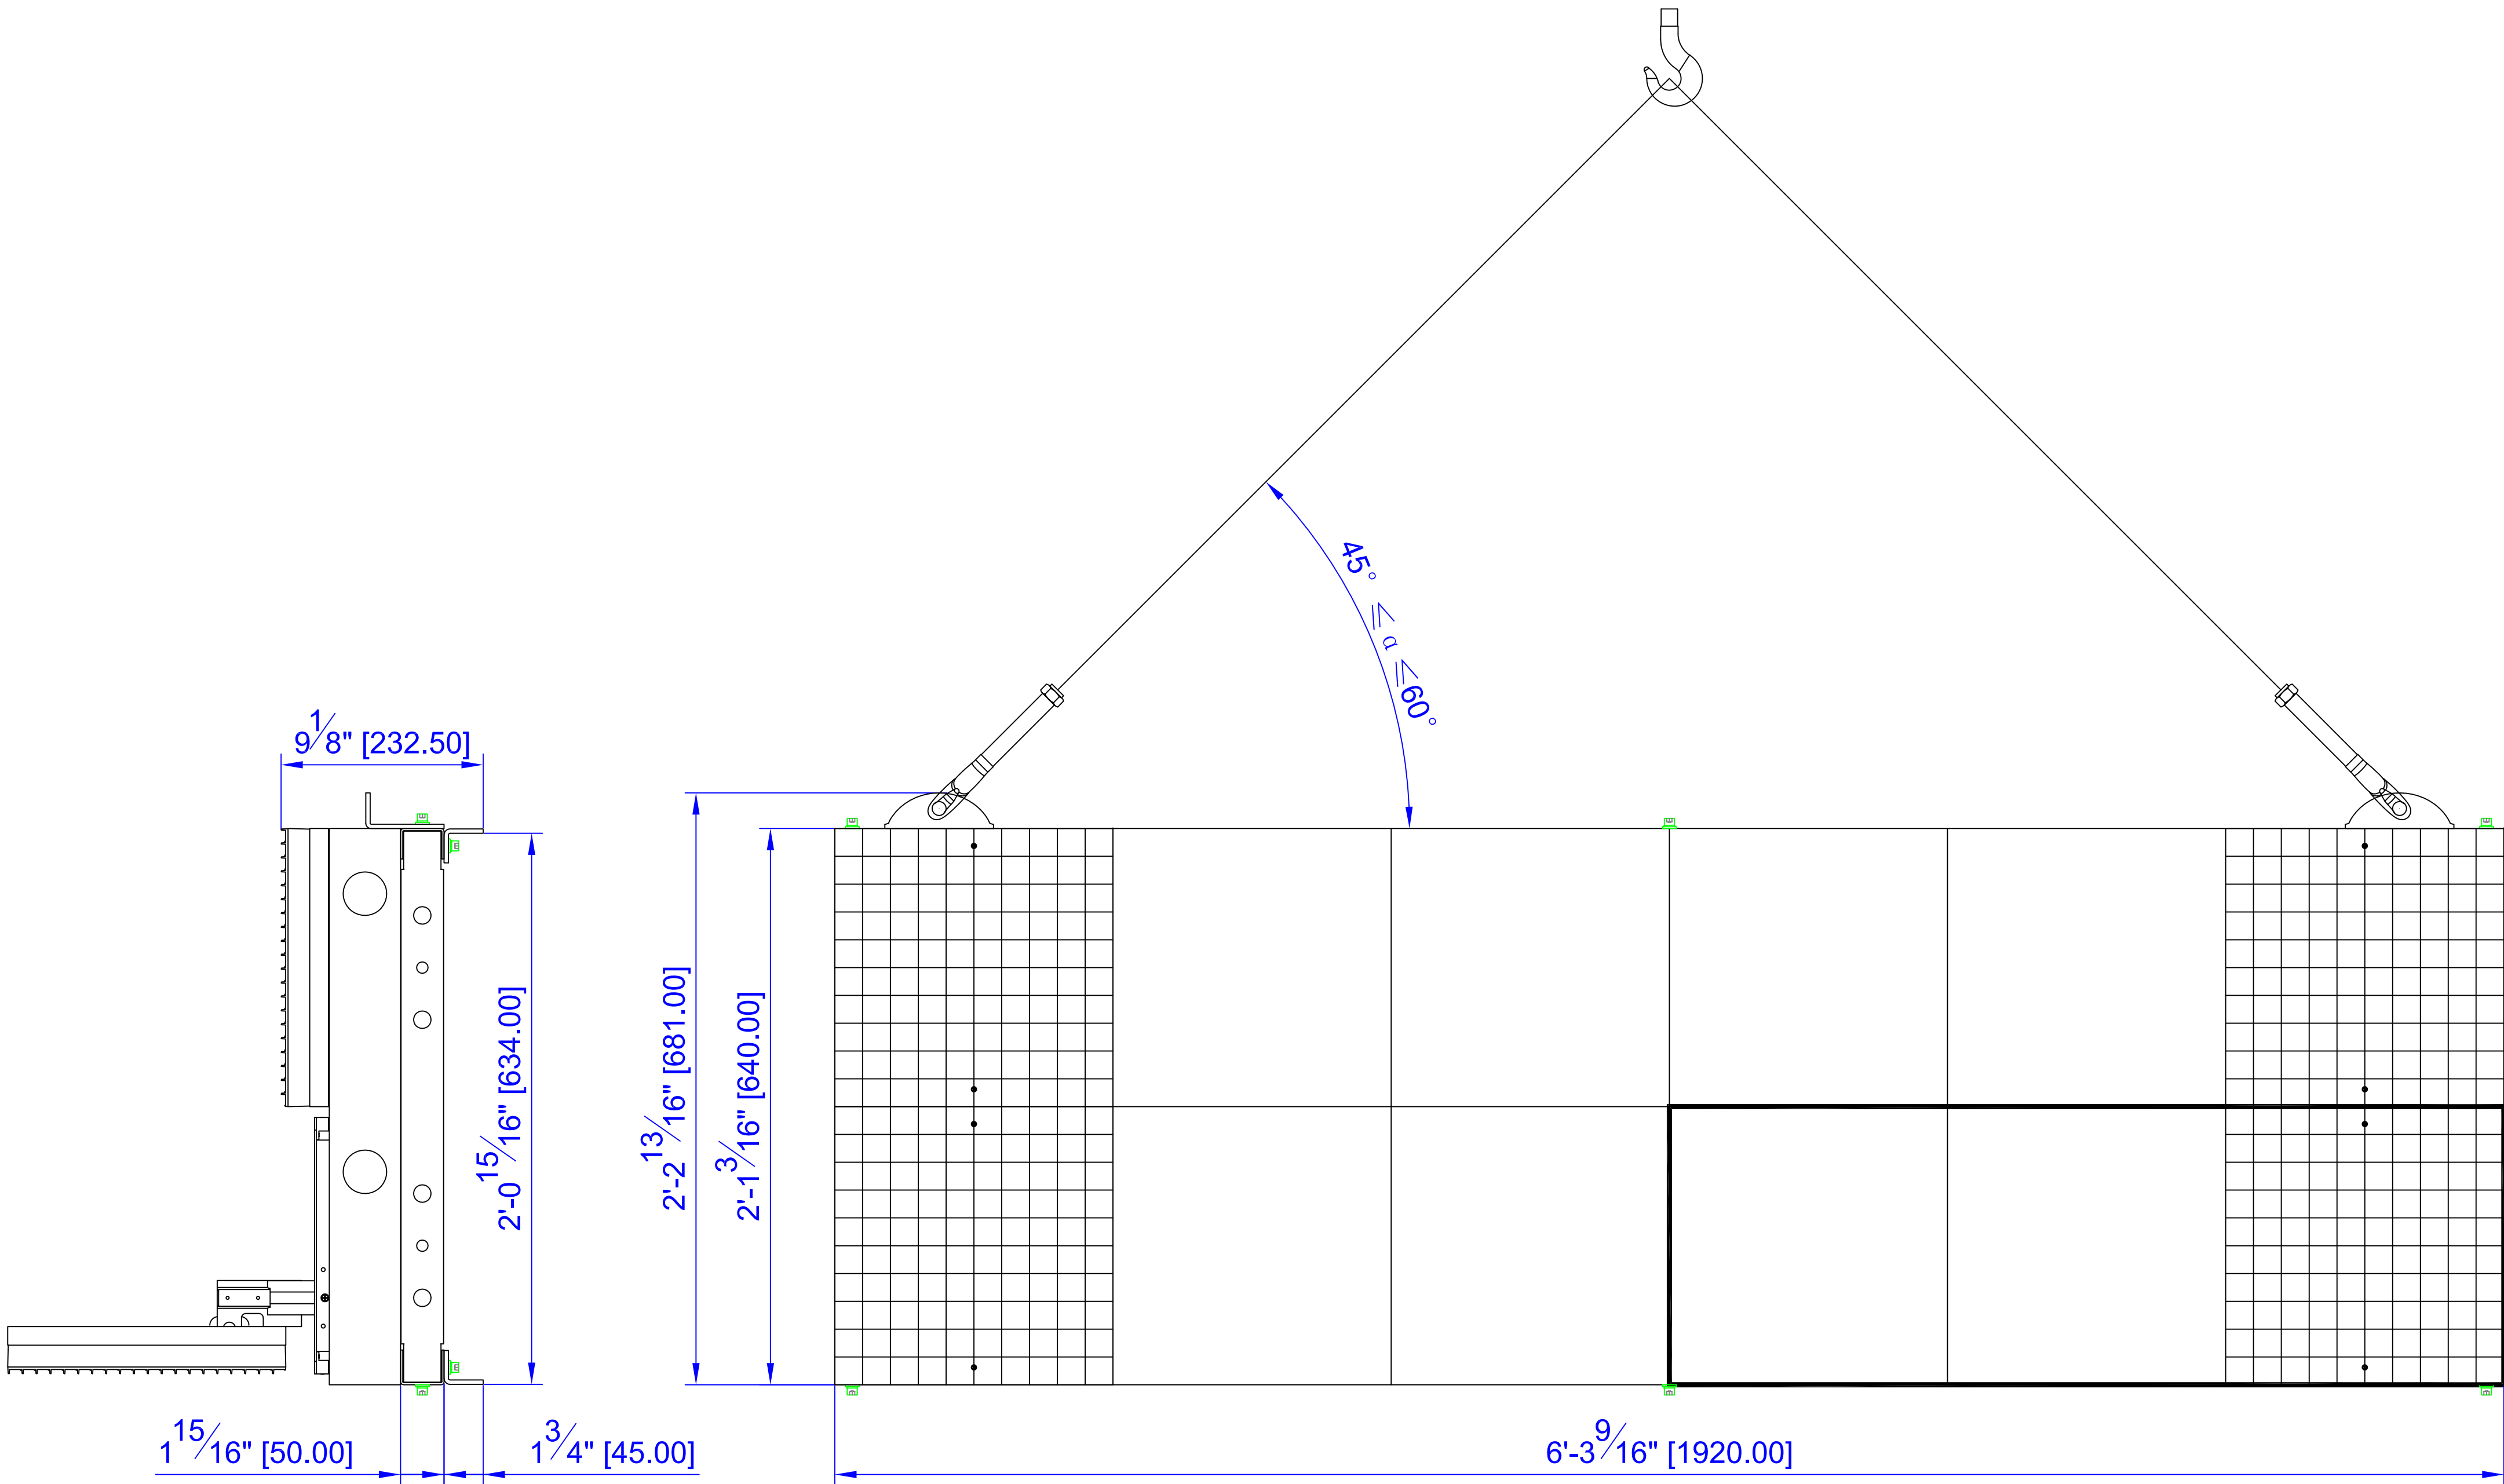 45° ≤ α ≤60°
9 1/8" [232.50]
2'-0 15/16" [634.00]
2'-2 13/16" [681.00]
2'-1 3/16" [640.00]
1 15/16" [50.00]
1 3/4" [45.00]
6'-3 9/16" [1920.00]